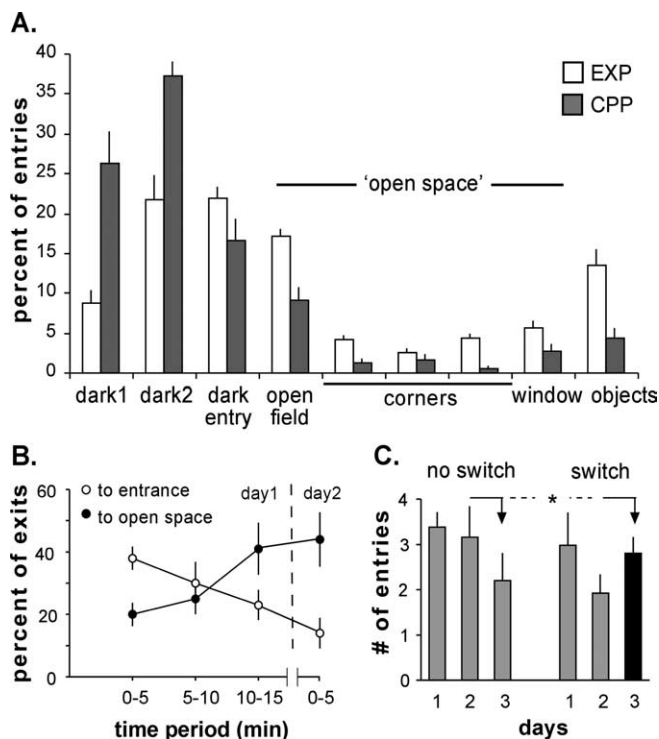 A.
percent of entries
40
35
30
25
20
15
10
5
0
EXP
CPP
'open space'
dark1 dark2 dark entry open field corners window objects
B.
to entrance
to open space
day1 day2
percent of exits
60
40
20
0-5 5-10 10-15 0-5
time period (min)
C.
no switch switch
*
# of entries
4
3
2
1
0
1 2 3 1 2 3
days